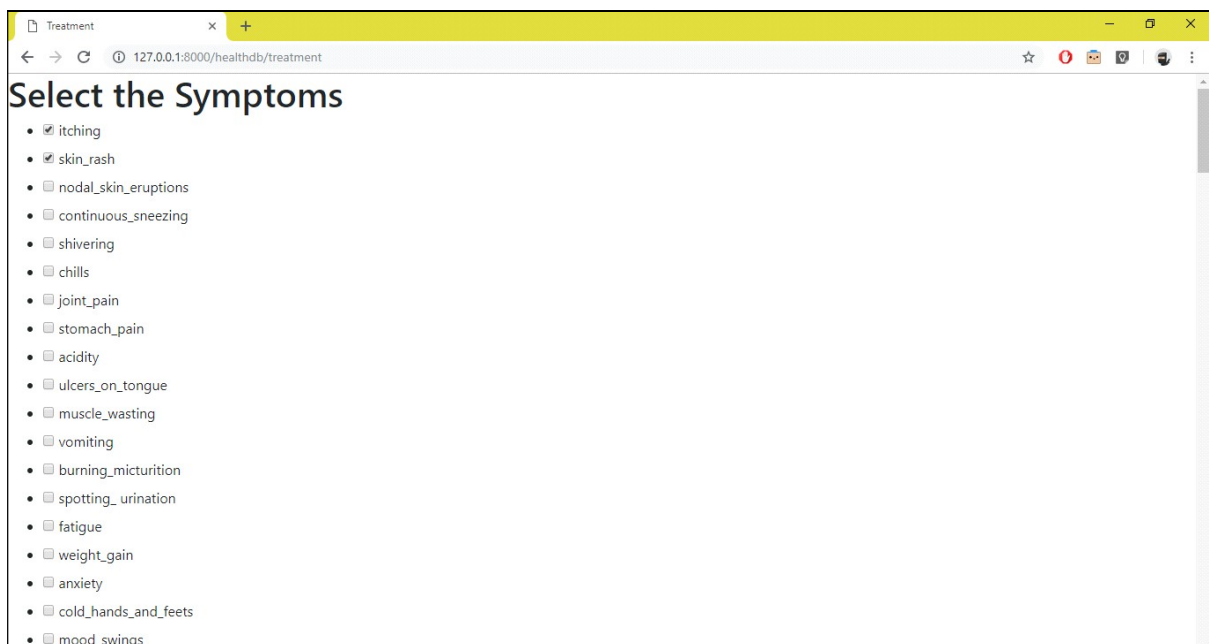 Treatment
127.0.0.1:8000/healthdb/treatment
Select the Symptoms
itching
skin_rash
nodal_skin_eruptions
continuous_sneezing
shivering
chills
joint_pain
stomach_pain
acidity
ulcers_on_tongue
muscle_wasting
vomiting
burning_micturition
spotting_ urination
fatigue
weight_gain
anxiety
cold_hands_and_feets
mood_swings